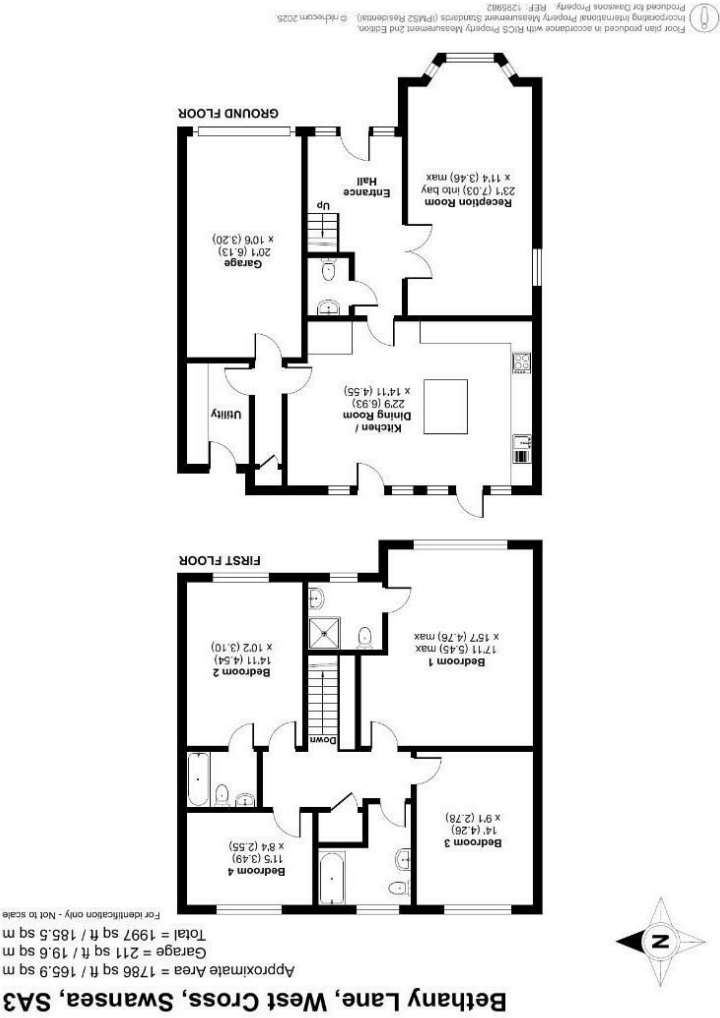 Bethany Lane, West Cross, Swansea, SA3
Approximate Area = 1786 sq ft / 165.9 sq m
Garage = 211 sq ft / 19.6 sq m
Total = 1997 sq ft / 185.5 sq m
For identification only - Not to scale
N
Bedroom 3
14' (4.26)
x 9'1 (2.78)
Bedroom 4
11'5 (3.49)
x 8'4 (2.55)
Down
Bedroom 1
17'11 (5.45) max
x 15'7 (4.76) max
Bedroom 2
14'11 (4.54)
x 10'2 (3.10)
FIRST FLOOR
Kitchen /
Dining Room
22'9 (6.93)
x 14'11 (4.55)
Utility
Garage
20'1 (6.13)
x 10'6 (3.20)
Up
Entrance
Hall
Reception Room
23'1 (7.03) into bay
x 11'4 (3.46) max
GROUND FLOOR
Floor plan produced in accordance with RICS Property Measurement 2nd Edition.
Incorporating International Property Measurement Standards (IPMS2 Residential). © nichecom 2025.
Produced for Dawsons Property. REF: 1295982